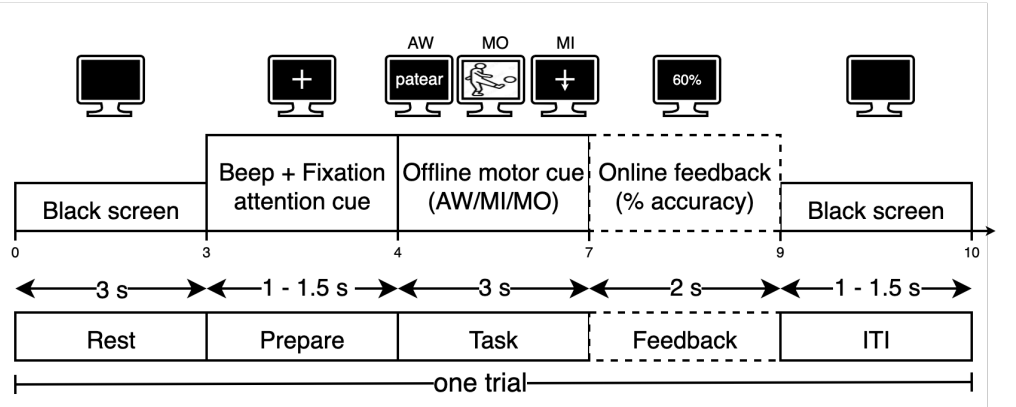 AW MO MI
patear
60%
Beep + Fixation
attention cue
Offline motor cue
(AW/MI/MO)
Online feedback
(% accuracy)
Black screen
Black screen
0 3 4 7 9 10
3 s 1 - 1.5 s 3 s 2 s 1 - 1.5 s
Rest Prepare Task Feedback ITI
one trial